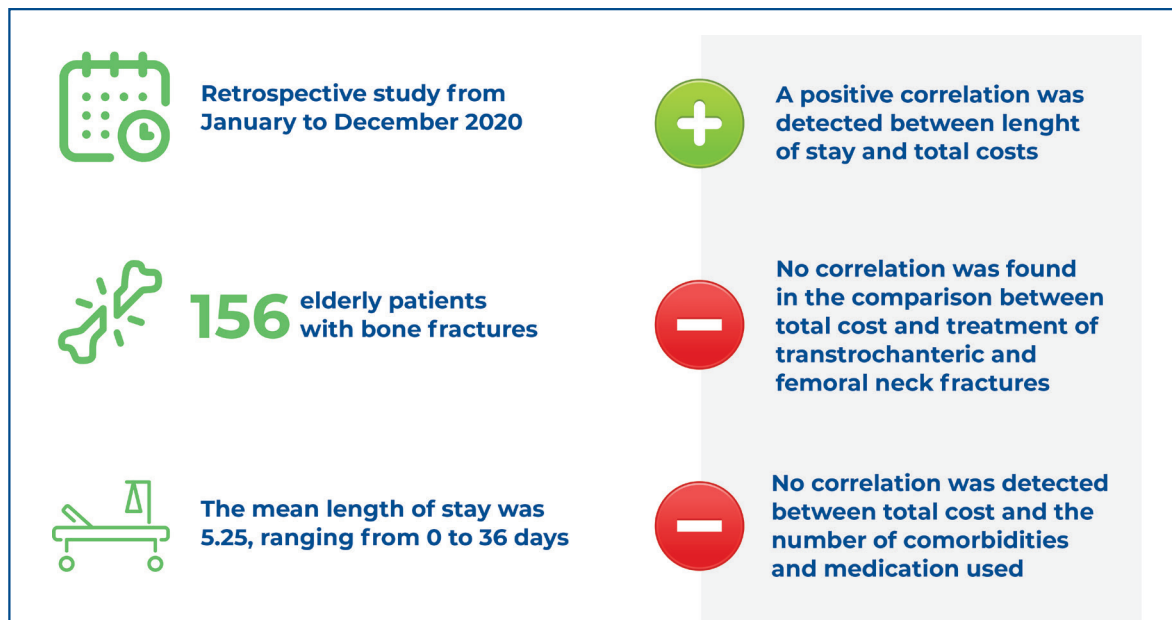 Retrospective study from
January to December 2020
156 elderly patients
with bone fractures
The mean length of stay was
5.25, ranging from 0 to 36 days
A positive correlation was
detected between lenght
of stay and total costs
No correlation was found
in the comparison between
total cost and treatment of
transtrochanteric and
femoral neck fractures
No correlation was detected
between total cost and the
number of comorbidities
and medication used